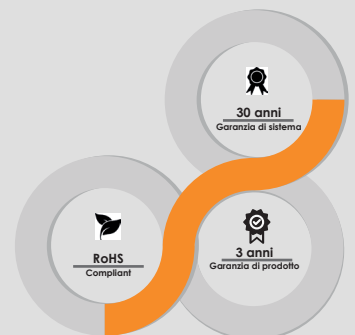 30 anni
Garanzia di sistema
RoHS
Compliant
3 anni
Garanzia di prodotto